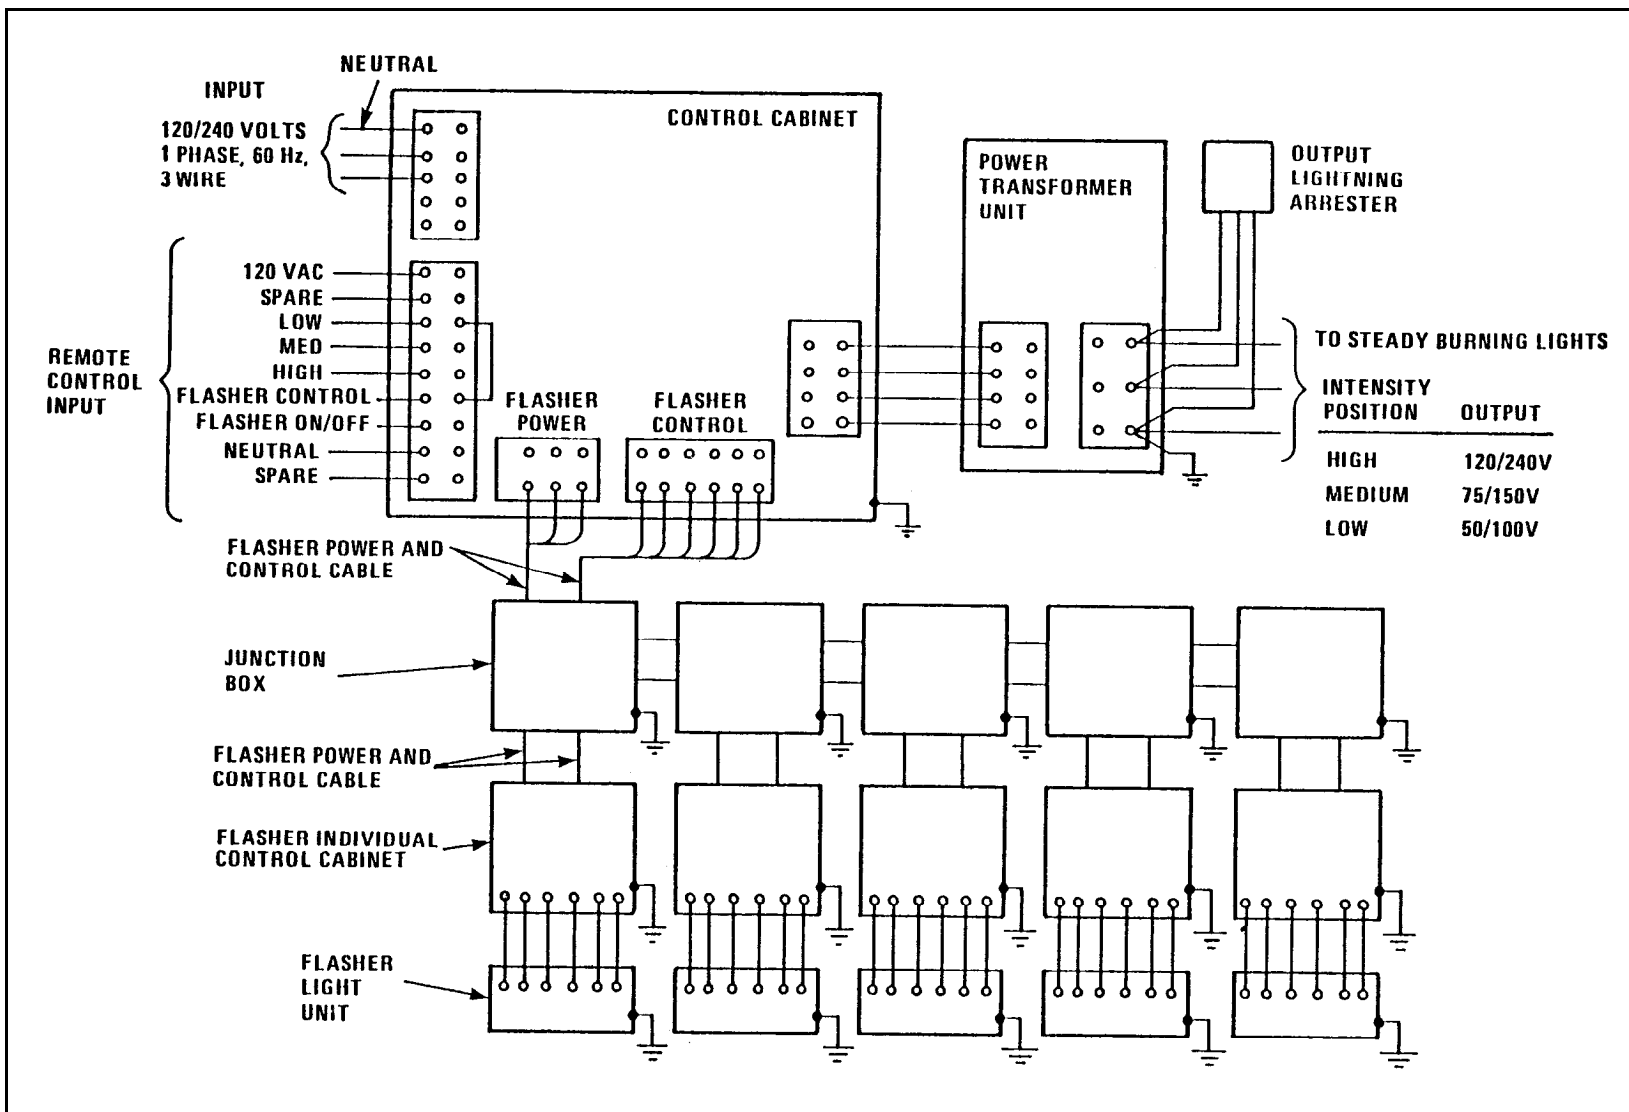 NEUTRAL
INPUT
120/240 VOLTS
1 PHASE, 60 Hz,
3 WIRE
CONTROL CABINET
POWER
TRANSFORMER
UNIT
OUTPUT
LIGHTNING
ARRESTER
REMOTE
CONTROL
INPUT
120 VAC
SPARE
LOW
MED
HIGH
FLASHER CONTROL
FLASHER ON/OFF
NEUTRAL
SPARE
FLASHER
POWER
FLASHER
CONTROL
TO STEADY BURNING LIGHTS
INTENSITY
POSITION OUTPUT
HIGH 120/240V
MEDIUM 75/150V
LOW 50/100V
FLASHER POWER AND
CONTROL CABLE
JUNCTION
BOX
FLASHER POWER AND
CONTROL CABLE
FLASHER INDIVIDUAL
CONTROL CABINET
FLASHER
LIGHT
UNIT